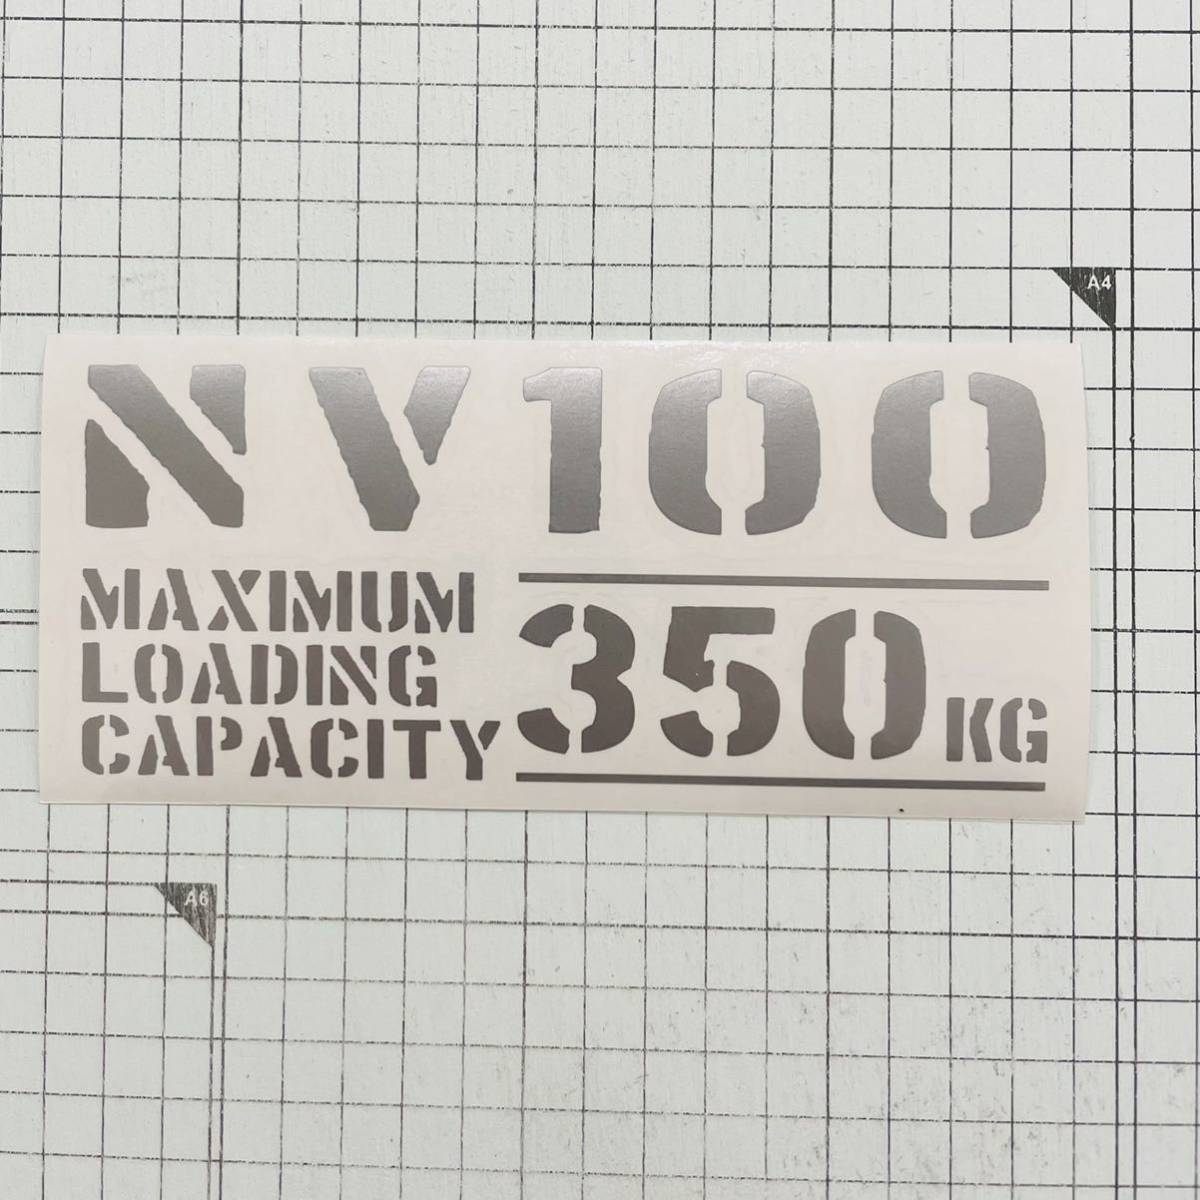 A4
NV100
MAXIMUM
LOADING
CAPACITY
350KG
A6